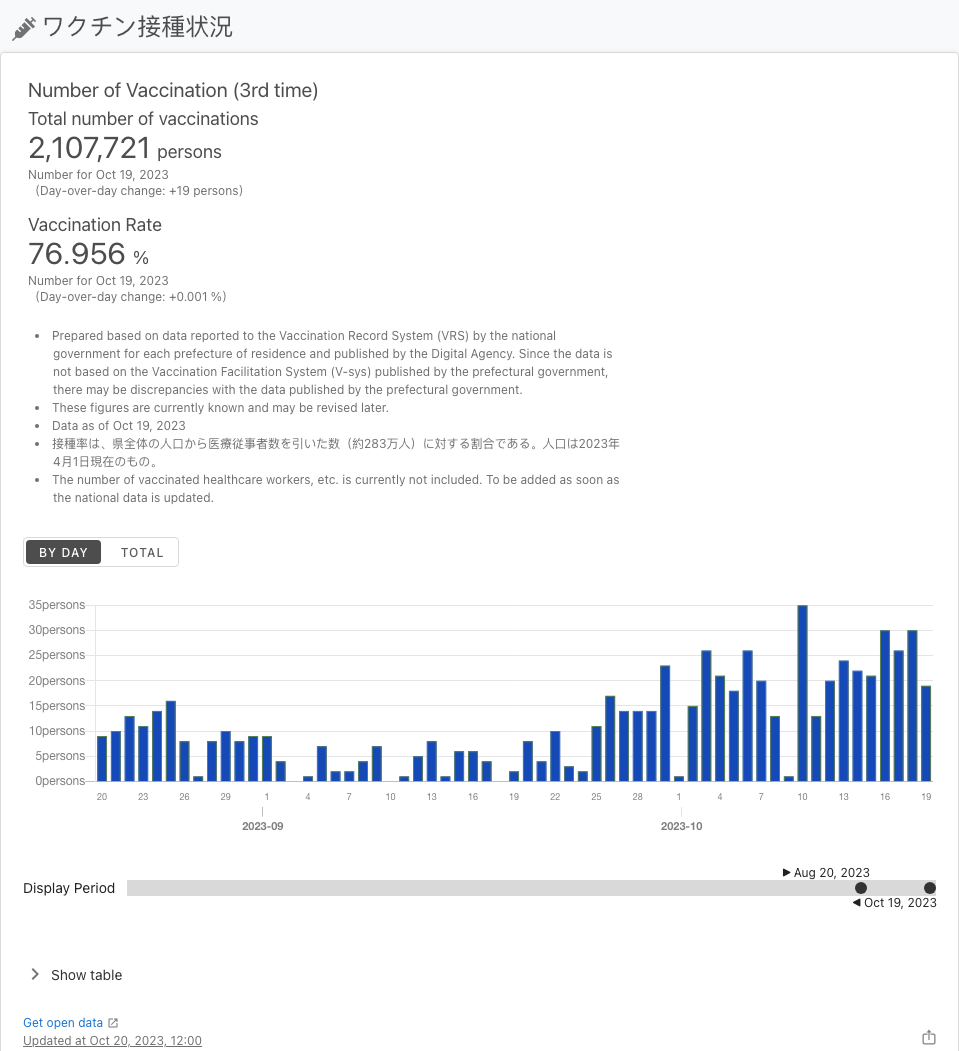 ワクチン接種状況
Number of Vaccination (3rd time)
Total number of vaccinations
2,107,721 persons
Number for Oct 19, 2023
(Day-over-day change: +19 persons)
Vaccination Rate
76.956 %
Number for Oct 19, 2023
(Day-over-day change: +0.001 %)
• Prepared based on data reported to the Vaccination Record System (VRS) by the national
government for each prefecture of residence and published by the Digital Agency. Since the data is
not based on the Vaccination Facilitation System (V-sys) published by the prefectural government,
there may be discrepancies with the data published by the prefectural government.
• These figures are currently known and may be revised later.
• Data as of Oct 19, 2023
• 接種率は、県全体の人口から医療従事者数を引いた数（約283万人）に対する割合である。人口は2023年
4月1日現在のもの。
• The number of vaccinated healthcare workers, etc. is currently not included. To be added as soon as
the national data is updated.
BY DAY TOTAL
35persons
30persons
25persons
20persons
15persons
10persons
5persons
0persons
20 23 26 29 1 4 7 10 13 16 19 22 25 28 1 4 7 10 13 16 19
2023-09 2023-10
Aug 20, 2023
Display Period
Oct 19, 2023
Show table
Get open data
Updated at Oct 20, 2023, 12:00